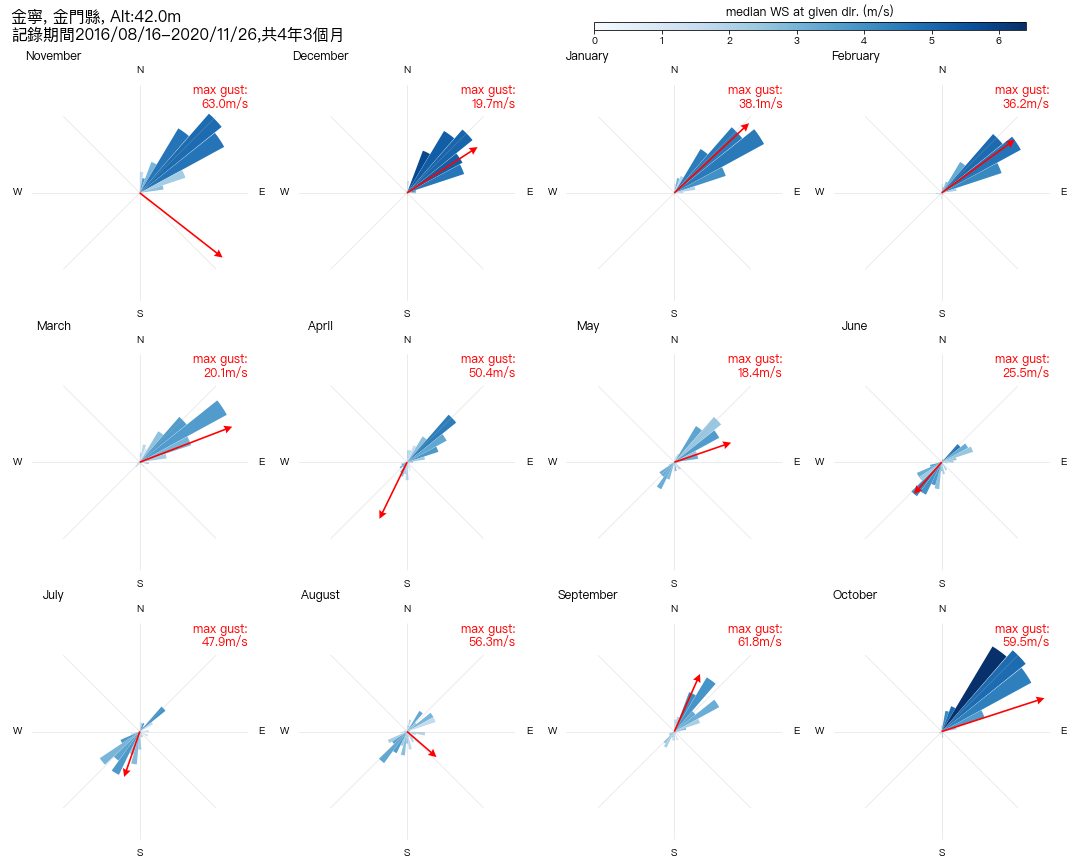 金寧, 金門縣, Alt:42.0m
記錄期間2016/08/16–2020/11/26,共4年3個月
median WS at given dir. (m/s)
0 1 2 3 4 5 6
November
N
max gust:
63.0m/s
W E
S
December
N
max gust:
19.7m/s
W E
January
N
max gust:
38.1m/s
W E
February
N
max gust:
36.2m/s
W E
March
N
max gust:
20.1m/s
W E
S
April
N
max gust:
50.4m/s
W E
S
May
N
max gust:
18.4m/s
W E
June
N
max gust:
25.5m/s
W E
S
July
N
max gust:
47.9m/s
W E
S
August
N
max gust:
56.3m/s
W E
S
September
N
max gust:
61.8m/s
W E
S
October
N
max gust:
59.5m/s
W E
S